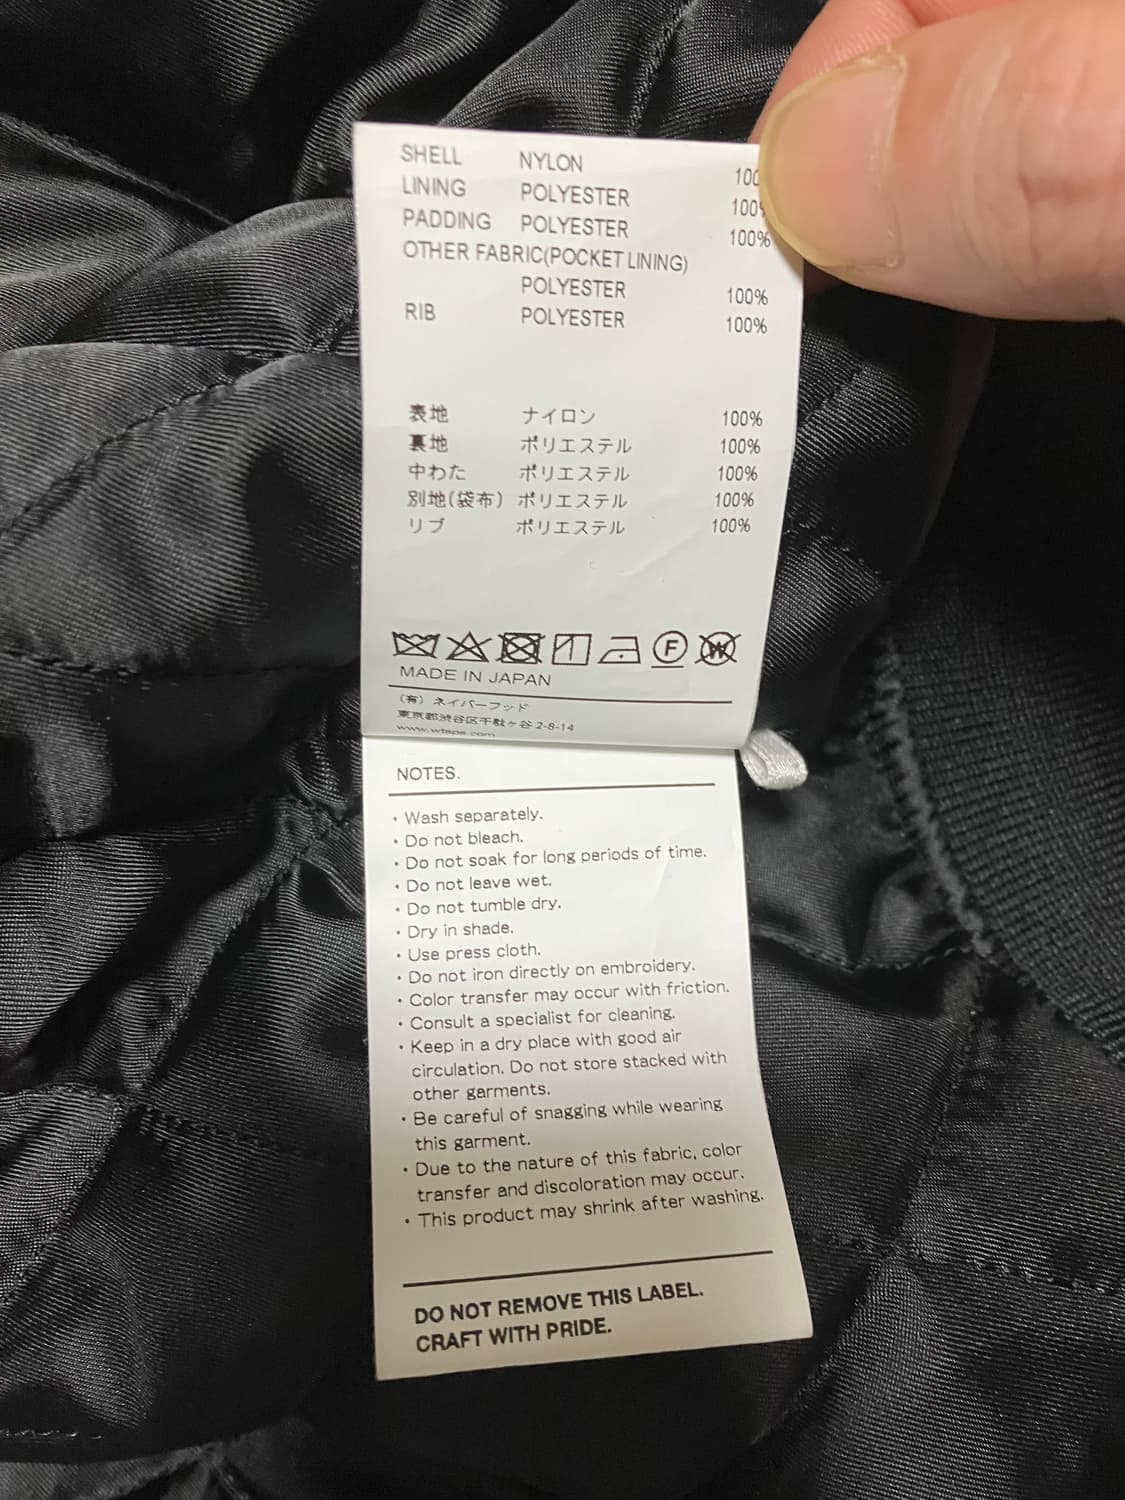 SHELL NYLON 100
LINING POLYESTER 100%
PADDING POLYESTER 100%
OTHER FABRIC(POCKET LINING)
POLYESTER 100%
RIB POLYESTER 100%
表地 ナイロン 100%
裏地 ポリエステル 100%
中わた ポリエステル 100%
別地(袋布) ポリエステル 100%
リブ ポリエステル 100%
F W
MADE IN JAPAN
(有) ネイバーフッド
東京都渋谷区千駄ヶ谷 2-8-14
www.wtaps.com
NOTES.
・Wash separately.
・Do not bleach.
・Do not soak for long periods of time.
・Do not leave wet.
・Do not tumble dry.
・Dry in shade.
・Use press cloth.
・Do not iron directly on embroidery.
・Color transfer may occur with friction.
・Consult a specialist for cleaning.
・Keep in a dry place with good air
circulation. Do not store stacked with
other garments.
・Be careful of snagging while wearing
this garment.
・Due to the nature of this fabric, color
transfer and discoloration may occur.
・This product may shrink after washing.
DO NOT REMOVE THIS LABEL.
CRAFT WITH PRIDE.